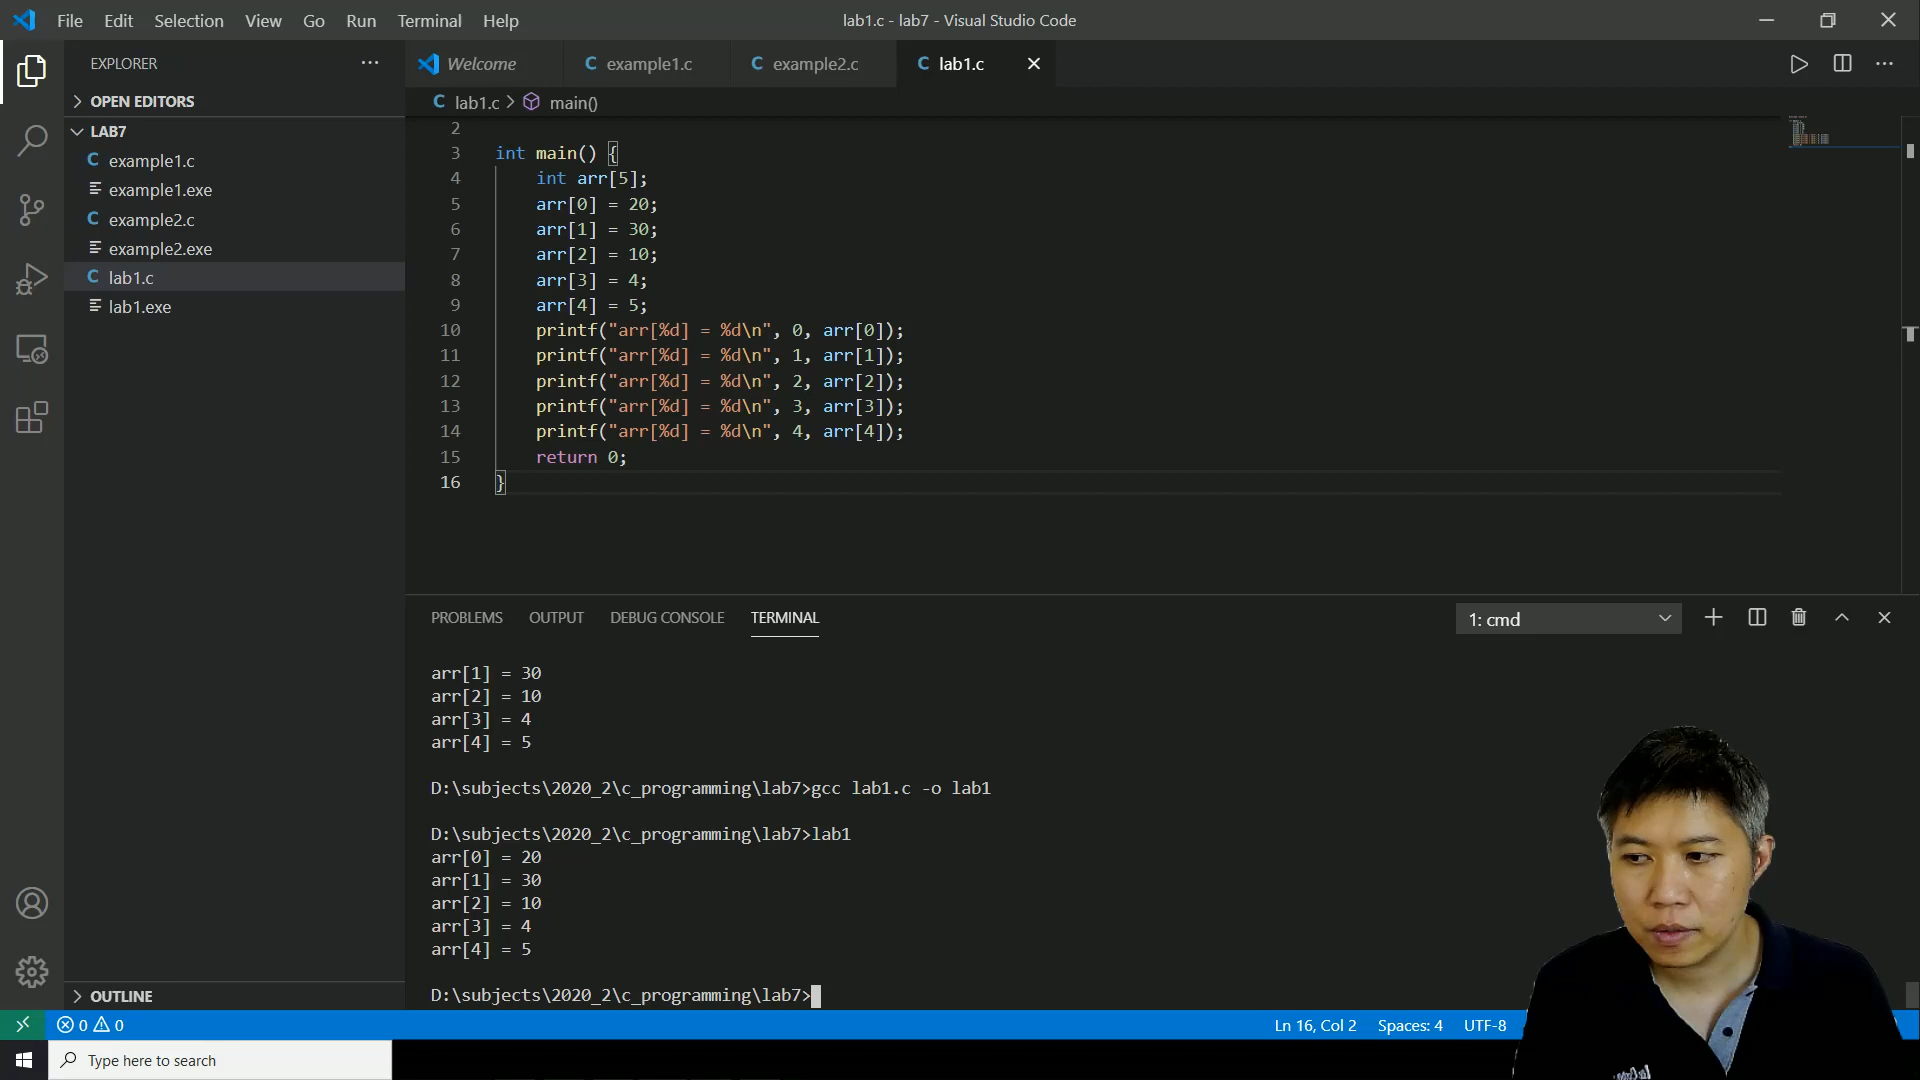 File Edit Selection View Go Run Terminal Help
lab1.c - lab7 - Visual Studio Code
EXPLORER
OPEN EDITORS
LAB7
example1.c
example1.exe
example2.c
example2.exe
lab1.c
lab1.exe
OUTLINE
Welcome example1.c example2.c lab1.c
lab1.c > main()
2
3 int main() {
4 int arr[5];
5 arr[0] = 20;
6 arr[1] = 30;
7 arr[2] = 10;
8 arr[3] = 4;
9 arr[4] = 5;
10 printf("arr[%d] = %d\n", 0, arr[0]);
11 printf("arr[%d] = %d\n", 1, arr[1]);
12 printf("arr[%d] = %d\n", 2, arr[2]);
13 printf("arr[%d] = %d\n", 3, arr[3]);
14 printf("arr[%d] = %d\n", 4, arr[4]);
15 return 0;
16 }
PROBLEMS OUTPUT DEBUG CONSOLE TERMINAL
1: cmd
arr[1] = 30
arr[2] = 10
arr[3] = 4
arr[4] = 5
D:\subjects\2020_2\c_programming\lab7>gcc lab1.c -o lab1
D:\subjects\2020_2\c_programming\lab7>lab1
arr[0] = 20
arr[1] = 30
arr[2] = 10
arr[3] = 4
arr[4] = 5
D:\subjects\2020_2\c_programming\lab7>
0 0
Ln 16, Col 2 Spaces: 4 UTF-8
Type here to search